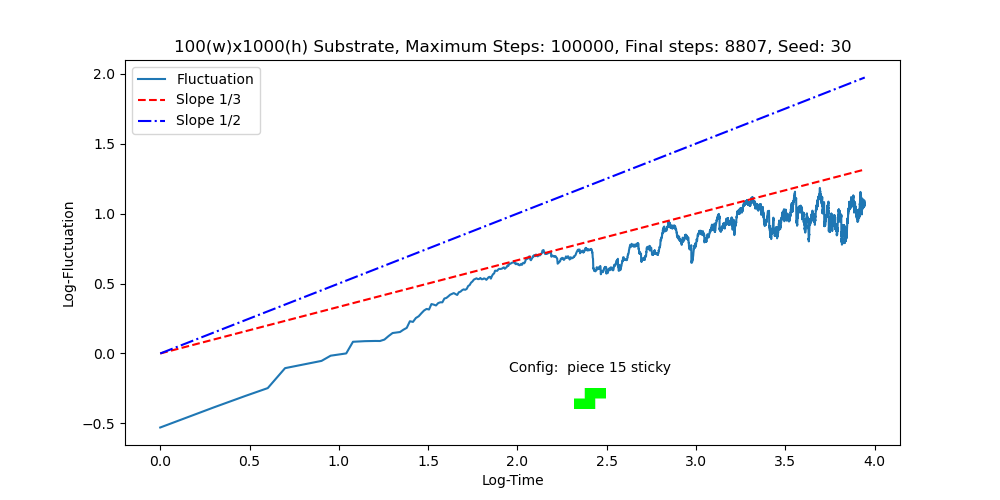 100(w)x1000(h) Substrate, Maximum Steps: 100000, Final steps: 8807, Seed: 30
Fluctuation
Slope 1/3
Slope 1/2
2.0
1.5
1.0
0.5
0.0
−0.5
Log-Fluctuation
Config:  piece 15 sticky
0.0 0.5 1.0 1.5 2.0 2.5 3.0 3.5 4.0
Log-Time